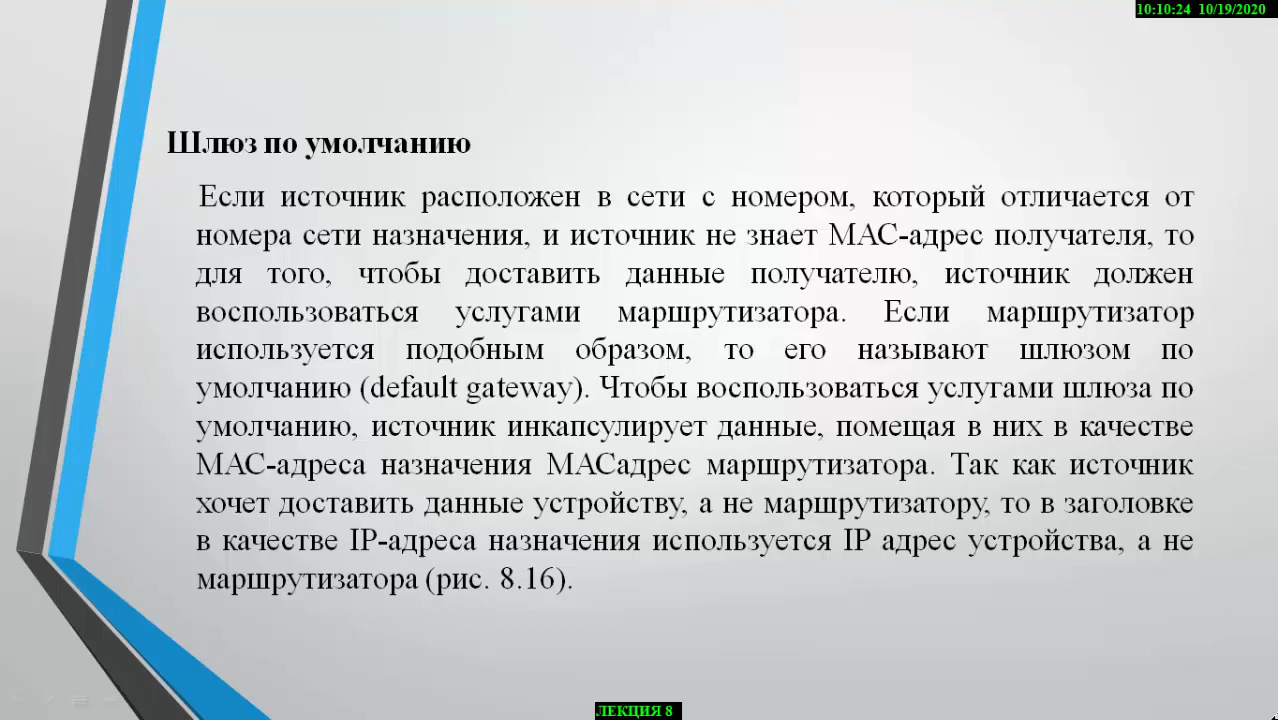 10:10:24 10/19/2020
Шлюз по умолчанию
Если источник расположен в сети с номером, который отличается от
номера сети назначения, и источник не знает MAC-адрес получателя, то
для того, чтобы доставить данные получателю, источник должен
воспользоваться услугами маршрутизатора. Если маршрутизатор
используется подобным образом, то его называют шлюзом по
умолчанию (default gateway). Чтобы воспользоваться услугами шлюза по
умолчанию, источник инкапсулирует данные, помещая в них в качестве
MAC-адреса назначения MACадрес маршрутизатора. Так как источник
хочет доставить данные устройству, а не маршрутизатору, то в заголовке
в качестве IP-адреса назначения используется IP адрес устройства, а не
маршрутизатора (рис. 8.16).
ЛЕКЦИЯ 8